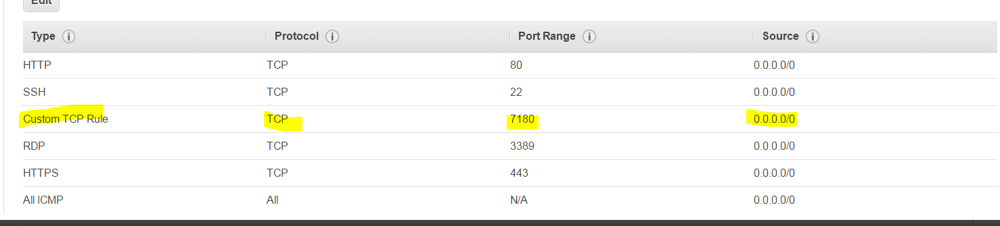 Edit
Type Protocol Port Range Source
HTTP TCP 80 0.0.0.0/0
SSH TCP 22 0.0.0.0/0
Custom TCP Rule TCP 7180 0.0.0.0/0
RDP TCP 3389 0.0.0.0/0
HTTPS TCP 443 0.0.0.0/0
All ICMP All N/A 0.0.0.0/0